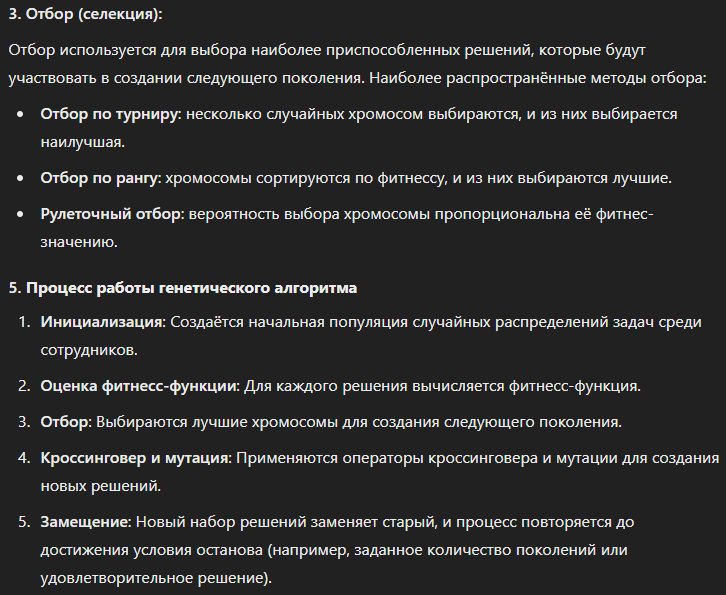 3. Отбор (селекция):
Отбор используется для выбора наиболее приспособленных решений, которые будут
участвовать в создании следующего поколения. Наиболее распространённые методы отбора:
• Отбор по турниру: несколько случайных хромосом выбираются, и из них выбирается
наилучшая.
• Отбор по рангу: хромосомы сортируются по фитнессу, и из них выбираются лучшие.
• Рулеточный отбор: вероятность выбора хромосомы пропорциональна её фитнес-
значению.
5. Процесс работы генетического алгоритма
1. Инициализация: Создаётся начальная популяция случайных распределений задач среди
сотрудников.
2. Оценка фитнесс-функции: Для каждого решения вычисляется фитнесс-функция.
3. Отбор: Выбираются лучшие хромосомы для создания следующего поколения.
4. Кроссинговер и мутация: Применяются операторы кроссинговера и мутации для создания
новых решений.
5. Замещение: Новый набор решений заменяет старый, и процесс повторяется до
достижения условия останова (например, заданное количество поколений или
удовлетворительное решение).